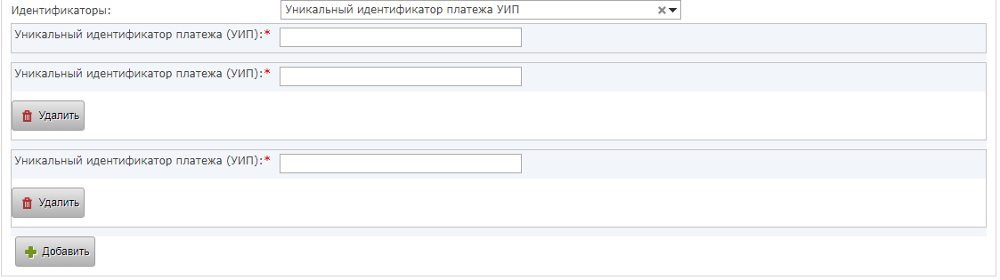 Идентификаторы: Уникальный идентификатор платежа УИП
Уникальный идентификатор платежа (УИП):*
Уникальный идентификатор платежа (УИП):*
Удалить
Уникальный идентификатор платежа (УИП):*
Удалить
Добавить